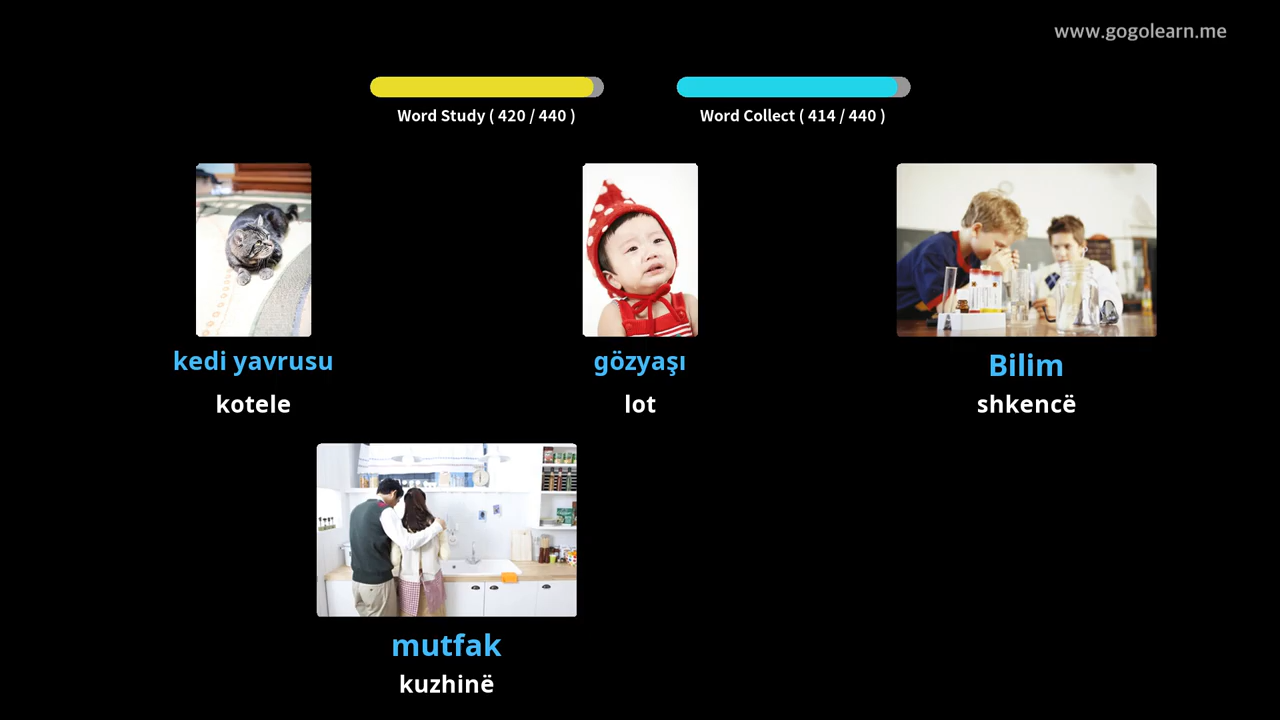 www.gogolearn.me
Word Study ( 420 / 440 )
Word Collect ( 414 / 440 )
kedi yavrusu
kotele
gözyaşı
lot
Bilim
shkencë
mutfak
kuzhinë